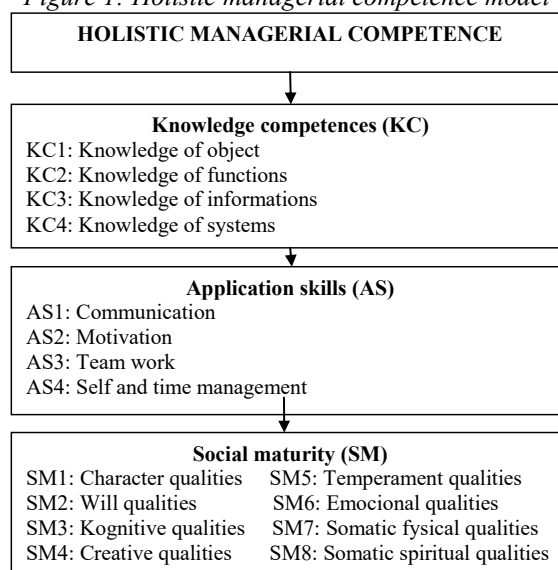 Figure 1: Holistic managerial competence model
HOLISTIC MANAGERIAL COMPETENCE
Knowledge competences (KC)
KC1: Knowledge of object
KC2: Knowledge of functions
KC3: Knowledge of informations
KC4: Knowledge of systems
Application skills (AS)
AS1: Communication
AS2: Motivation
AS3: Team work
AS4: Self and time management
Social maturity (SM)
SM1: Character qualities SM5: Temperament qualities
SM2: Will qualities SM6: Emocional qualities
SM3: Kognitive qualities SM7: Somatic fysical qualities
SM4: Creative qualities SM8: Somatic spiritual qualities